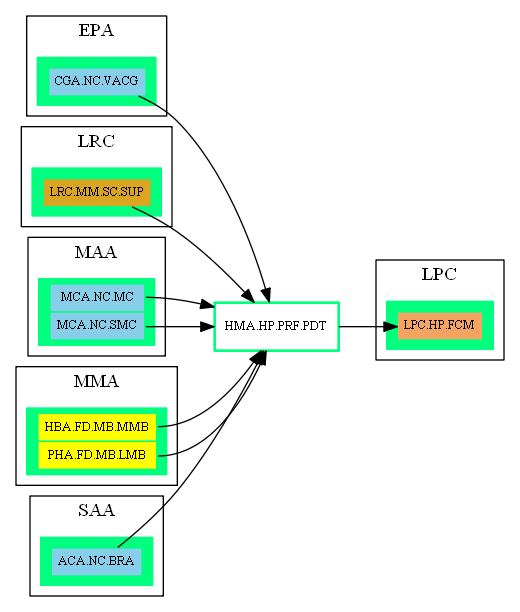 EPA
CGA.NC.VACG
LRC
LRC.MM.SC.SUP
MAA
MCA.NC.MC
MCA.NC.SMC
MMA
HBA.FD.MB.MMB
PHA.FD.MB.LMB
SAA
ACA.NC.BRA
HMA.HP.PRF.PDT
LPC
LPC.HP.FCM